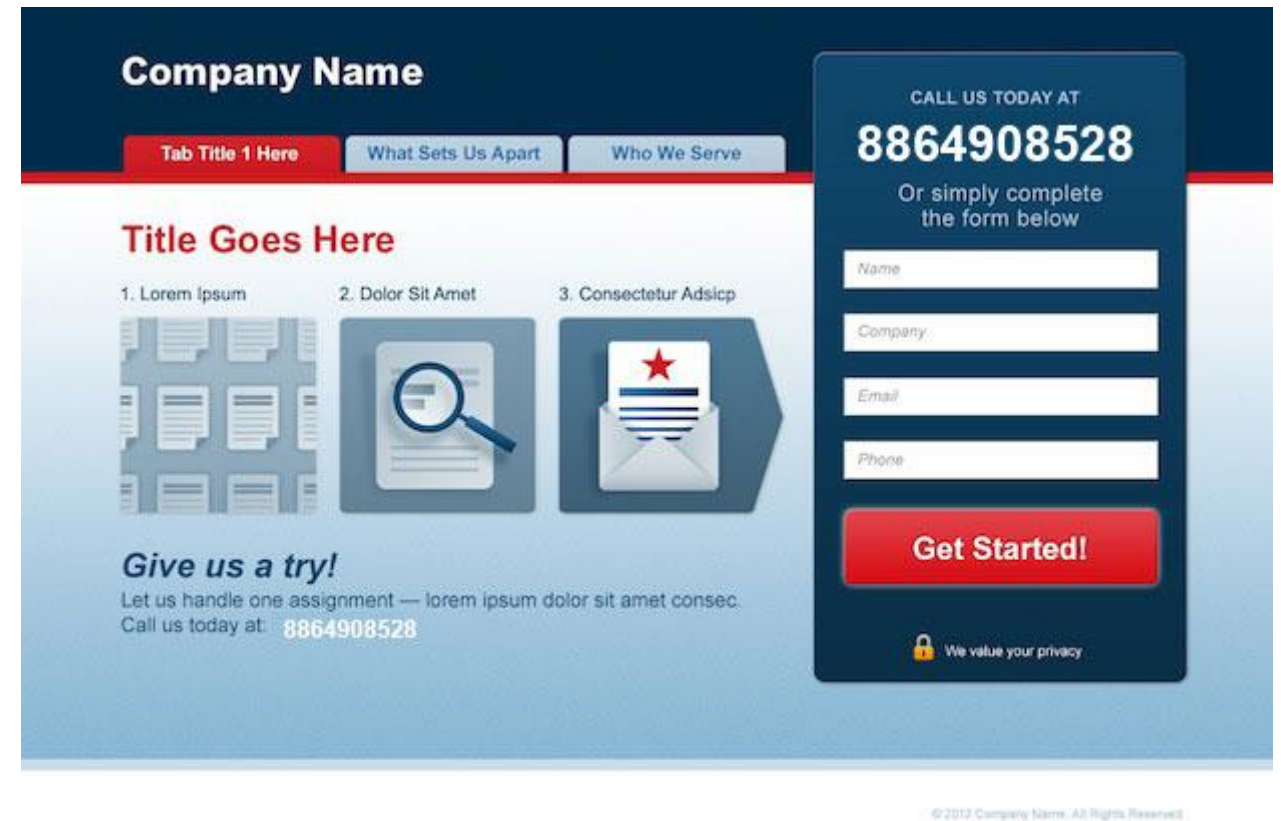 Company Name
Tab Title 1 Here
What Sets Us Apart
Who We Serve
Title Goes Here
1. Lorem Ipsum
2. Dolor Sit Amet
3. Consectetur Adsicp
Give us a try!
Let us handle one assignment — lorem ipsum dolor sit amet consec.
Call us today at: 8864908528
CALL US TODAY AT
8864908528
Or simply complete
the form below
Name
Company
Email
Phone
Get Started!
We value your privacy
© 2012 Company Name. All Rights Reserved.